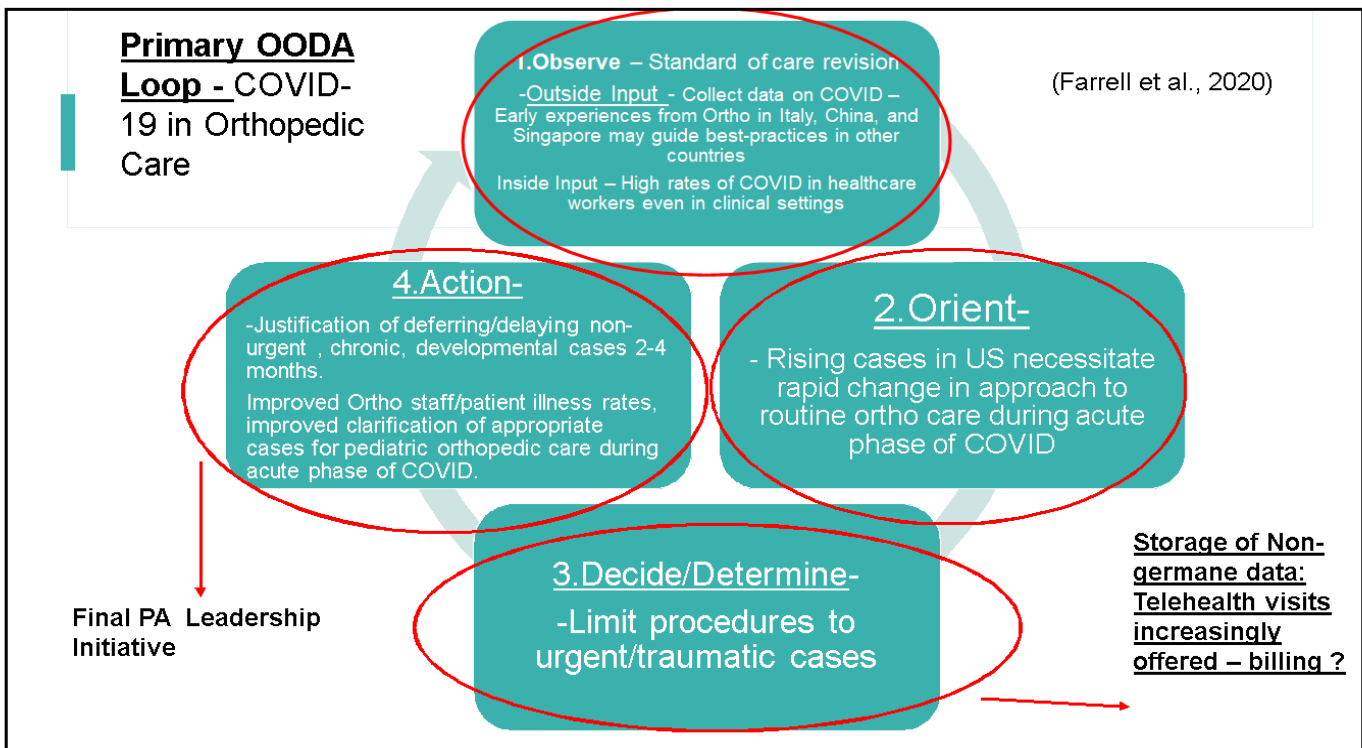 Primary OODA
Loop - COVID-
19 in Orthopedic
Care
(Farrell et al., 2020)
1.Observe – Standard of care revision
-Outside Input - Collect data on COVID –
Early experiences from Ortho in Italy, China, and
Singapore may guide best-practices in other
countries
Inside Input – High rates of COVID in healthcare
workers even in clinical settings
2.Orient-
- Rising cases in US necessitate
rapid change in approach to
routine ortho care during acute
phase of COVID
3.Decide/Determine-
-Limit procedures to
urgent/traumatic cases
4.Action-
-Justification of deferring/delaying non-
urgent , chronic, developmental cases 2-4
months.
Improved Ortho staff/patient illness rates,
improved clarification of appropriate
cases for pediatric orthopedic care during
acute phase of COVID.
Final PA Leadership
Initiative
Storage of Non-
germane data:
Telehealth visits
increasingly
offered – billing ?